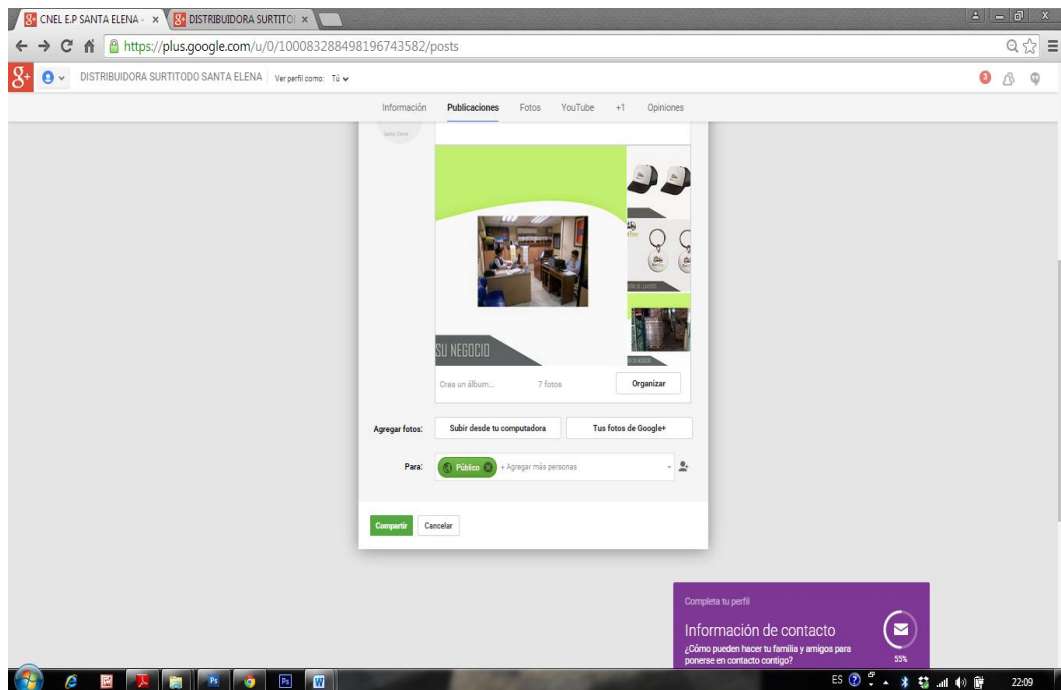 CNEL E.P SANTA ELENA - × DISTRIBUIDORA SURTITO ×
https://plus.google.com/u/0/100083288498196743582/posts
DISTRIBUIDORA SURTITODO SANTA ELENA Ver perfil como: Tú 3
Información Publicaciones Fotos YouTube +1 Opiniones
SU NEGOCIO
Crea un álbum... 7 fotos Organizar
Agregar fotos: Subir desde tu computadora Tus fotos de Google+
Para: Público + Agregar más personas
Compartir Cancelar
Completa tu perfil
Información de contacto
¿Cómo pueden hacer tu familia y amigos para
ponerse en contacto contigo? 55%
ES 22:09